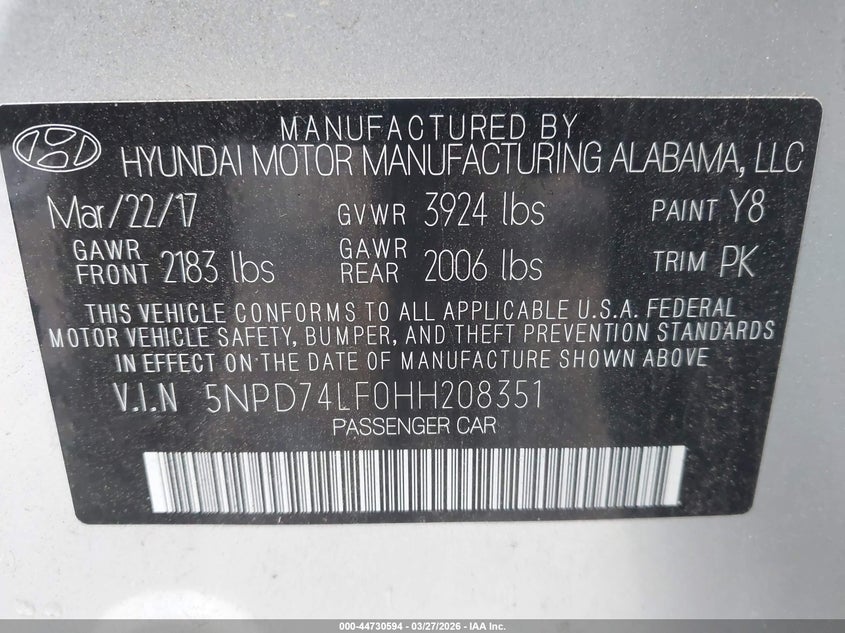 MANUFACTURED BY
HYUNDAI MOTOR MANUFACTURING ALABAMA, LLC
Mar/22/17 GVWR 3924 lbs PAINT Y8
GAWR FRONT 2183 lbs GAWR REAR 2006 lbs TRIM PK
THIS VEHICLE CONFORMS TO ALL APPLICABLE U.S.A. FEDERAL
MOTOR VEHICLE SAFETY, BUMPER, AND THEFT PREVENTION STANDARDS
IN EFFECT ON THE DATE OF MANUFACTURE SHOWN ABOVE.
V.I.N 5NPD74LF0HH208351
PASSENGER CAR
000-44730594 - 03/27/2026 - IAA Inc.